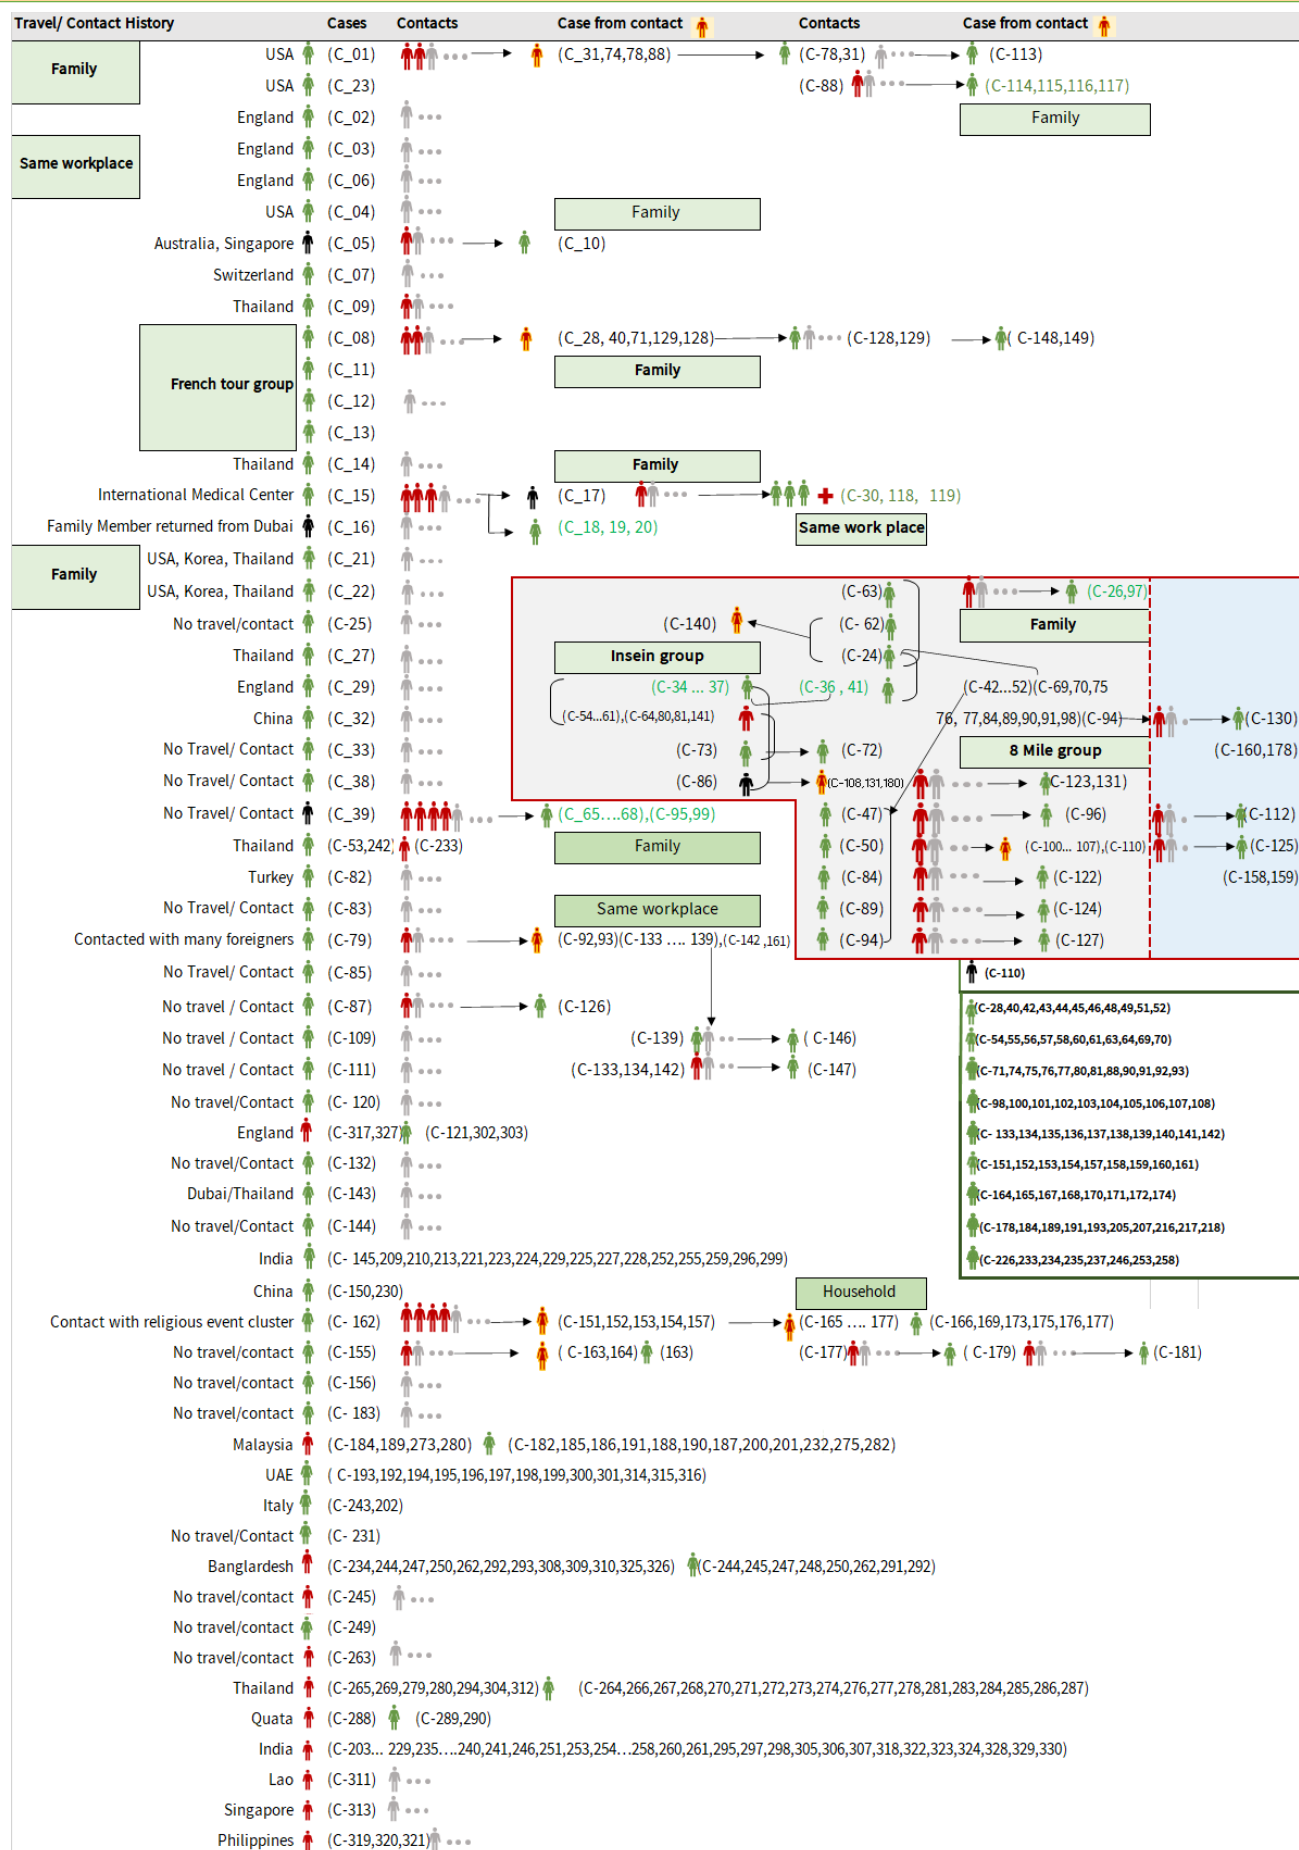 Travel/ Contact History Cases Contacts Case from contact Contacts Case from contact
Family USA (C_01) (C_31,74,78,88) (C-78,31) (C-113)
USA (C_23) (C-88) (C-114,115,116,117)
England (C_02) Family
England (C_03)
Same workplace
England (C_06)
USA (C_04) Family
Australia, Singapore (C_05) (C_10)
Switzerland (C_07)
Thailand (C_09)
(C_08) (C_28, 40,71,129,128) (C-128,129) ( C-148,149)
(C_11) Family
French tour group
(C_12)
(C_13)
Thailand (C_14) Family
International Medical Center (C_15) (C_17) (C-30, 118, 119)
Family Member returned from Dubai (C_16) (C_18, 19, 20) Same work place
USA, Korea, Thailand (C_21)
Family
USA, Korea, Thailand (C_22) (C-63) (C-26,97)
No travel/contact (C-25) (C-140) (C- 62) Family
Thailand (C_27) Insein group (C-24)
England (C_29) (C-34 ... 37) (C-36 , 41) (C-42...52)(C-69,70,75
China (C_32) (C-54...61),(C-64,80,81,141) 76, 77,84,89,90,91,98)(C-94) (C-130)
No Travel/ Contact (C_33) (C-73) (C-72) 8 Mile group (C-160,178)
No Travel/ Contact (C_38) (C-86) (C-108,131,180) (C-123,131)
No Travel/ Contact (C_39) (C_65....68),(C-95,99) (C-47) (C-96) (C-112)
Thailand (C-53,242) (C-233) Family (C-50) (C-100... 107),(C-110) (C-125)
Turkey (C-82) (C-84) (C-122) (C-158,159)
No Travel/ Contact (C-83) Same workplace (C-89) (C-124)
Contacted with many foreigners (C-79) (C-92,93)(C-133 .... 139),(C-142 ,161) (C-94) (C-127)
No Travel/ Contact (C-85) (C-110)
No travel / Contact (C-87) (C-126) (C-28,40,42,43,44,45,46,48,49,51,52)
No travel / Contact (C-109) (C-139) ( C-146) (C-54,55,56,57,58,60,61,63,64,69,70)
No travel / Contact (C-111) (C-133,134,142) (C-147) (C-71,74,75,76,77,80,81,88,90,91,92,93)
No travel/Contact (C- 120) (C-98,100,101,102,103,104,105,106,107,108)
England (C-317,327) (C-121,302,303) (C- 133,134,135,136,137,138,139,140,141,142)
No travel/Contact (C-132) (C-151,152,153,154,157,158,159,160,161)
Dubai/Thailand (C-143) (C-164,165,167,168,170,171,172,174)
No travel/Contact (C-144) (C-178,184,189,191,193,205,207,216,217,218)
India (C- 145,209,210,213,221,223,224,229,225,227,228,252,255,259,296,299) (C-226,233,234,235,237,246,253,258)
China (C-150,230) Household
Contact with religious event cluster (C- 162) (C-151,152,153,154,157) (C-165 .... 177) (C-166,169,173,175,176,177)
No travel/contact (C-155) ( C-163,164) (163) (C-177) ( C-179) (C-181)
No travel/contact (C-156)
No travel/contact (C- 183)
Malaysia (C-184,189,273,280) (C-182,185,186,191,188,190,187,200,201,232,275,282)
UAE ( C-193,192,194,195,196,197,198,199,300,301,314,315,316)
Italy (C-243,202)
No travel/Contact (C- 231)
Banglardesh (C-234,244,247,250,262,292,293,308,309,310,325,326) (C-244,245,247,248,250,262,291,292)
No travel/contact (C-245)
No travel/contact (C-249)
No travel/contact (C-263)
Thailand (C-265,269,279,280,294,304,312) (C-264,266,267,268,270,271,272,273,274,276,277,278,281,283,284,285,286,287)
Quata (C-288) (C-289,290)
India (C-203... 229,235....240,241,246,251,253,254...258,260,261,295,297,298,305,306,307,318,322,323,324,328,329,330)
Lao (C-311)
Singapore (C-313)
Philippines (C-319,320,321)